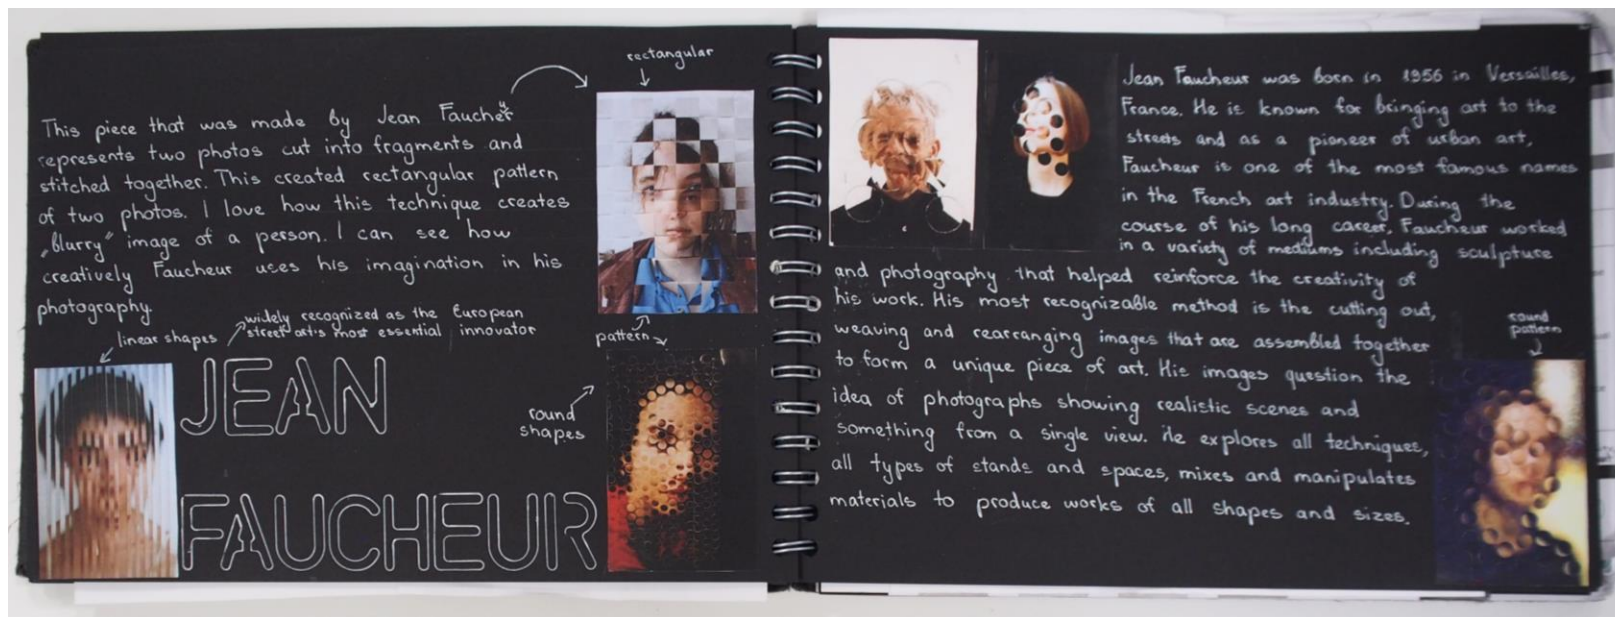 rectangular
This piece that was made by Jean Faucheur
represents two photos cut into fragments and
stitched together. This created rectangular pattern
of two photos. I love how this technique creates
„blurry" image of a person. I can see how
creatively Faucheur uses his imagination in his
photography.
widely recognized as the European
street art's most essential innovator
linear shapes
pattern
JEAN
FAUCHEUR
round
shapes
Jean Faucheur was born in 1956 in Versailles,
France. He is known for bringing art to the
streets and as a pioneer of urban art,
Faucheur is one of the most famous names
in the French art industry. During the
course of his long career, Faucheur worked
in a variety of mediums including sculpture
and photography that helped reinforce the creativity of
his work. His most recognizable method is the cutting out,
weaving and rearranging images that are assembled together
to form a unique piece of art. His images question the
idea of photographs showing realistic scenes and
something from a single view. He explores all techniques,
all types of stands and spaces, mixes and manipulates
materials to produce works of all shapes and sizes.
round
pattern